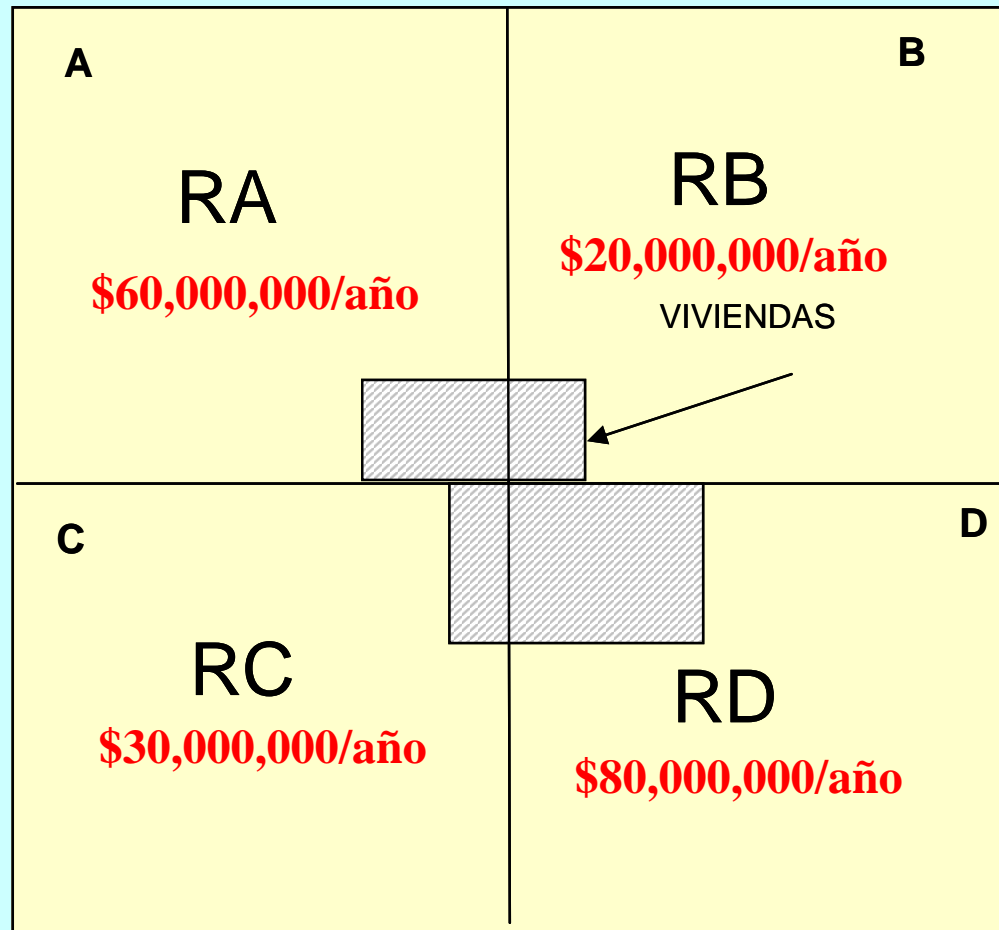 A
B
RA
$60,000,000/año
RB
$20,000,000/año
VIVIENDAS
C
D
RC
$30,000,000/año
RD
$80,000,000/año